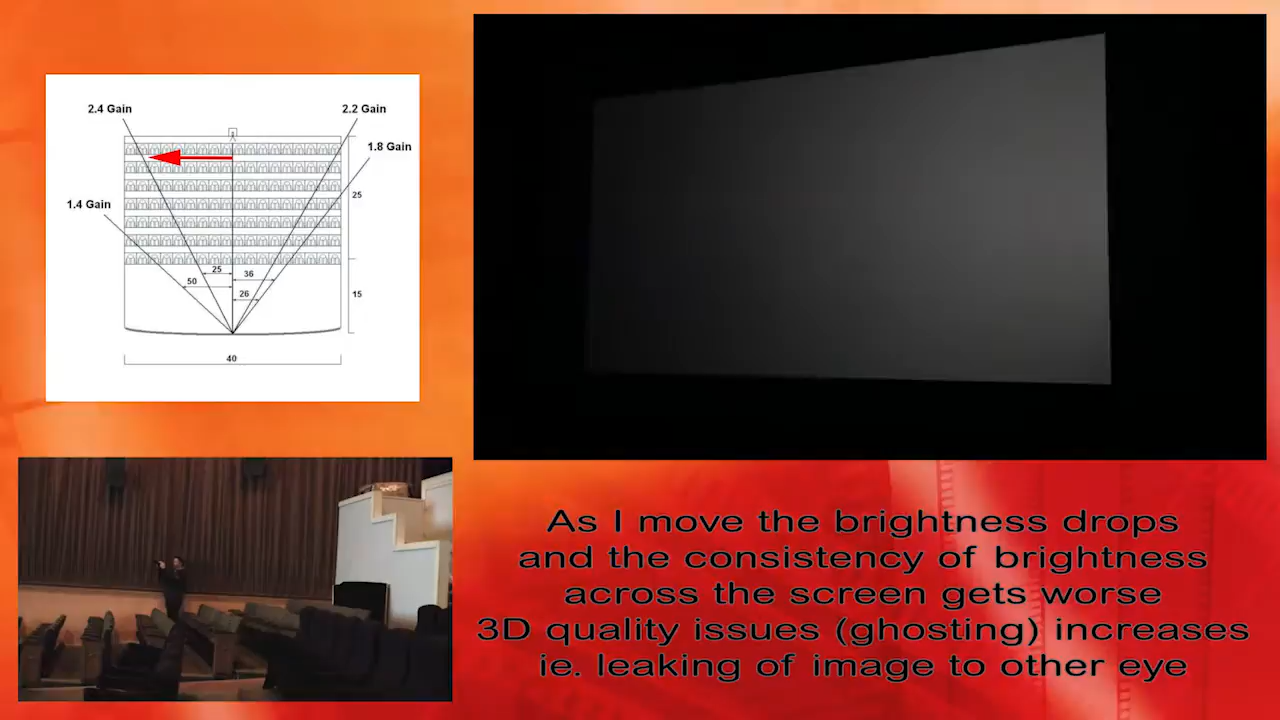 2.4 Gain
2.2 Gain
1.8 Gain
25
1.4 Gain
25
36
50
26
15
40
As I move the brightness drops
and the consistency of brightness
across the screen gets worse
3D quality issues (ghosting) increases
ie. leaking of image to other eye